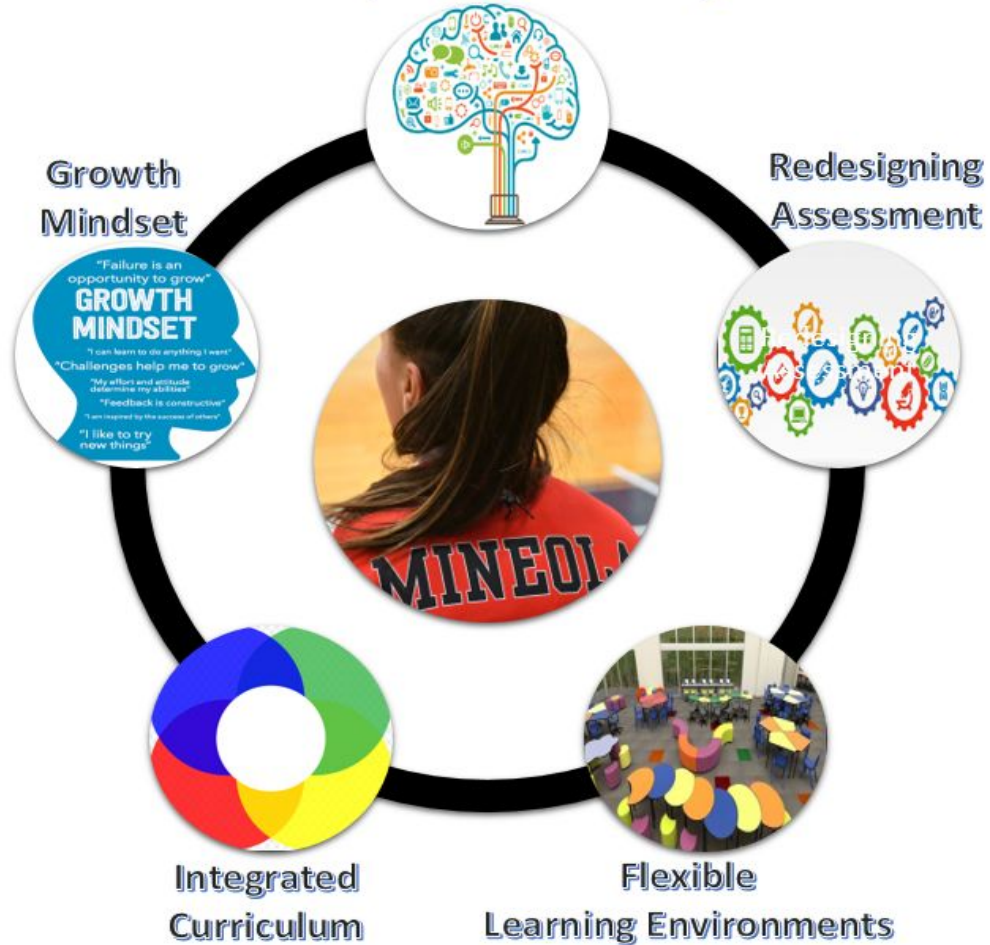 Growth
Mindset
Redesigning
Assessment
"Failure is an
opportunity to grow"
GROWTH
MINDSET
"I can learn to do anything I want"
"Challenges help me to grow"
"My effort and attitude
determine my abilities"
"Feedback is constructive"
"I am inspired by the success of others"
"I like to try
new things"
Redesigning
Assessment
MINEOLA
Integrated
Curriculum
Flexible
Learning Environments